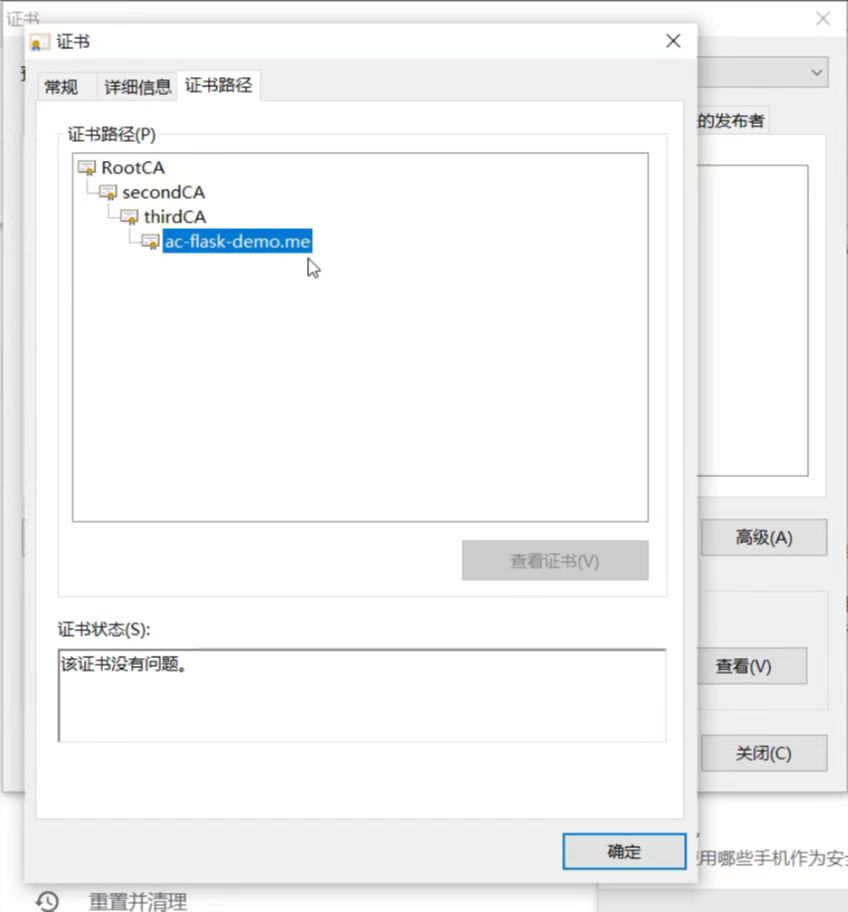 证书
证书
常规
详细信息
证书路径
的发布者
证书路径(P)
RootCA
secondCA
thirdCA
ac-flask-demo.me
高级(A)
查看证书(V)
证书状态(S):
该证书没有问题。
查看(V)
关闭(C)
确定
用哪些手机作为安全
重置并清理